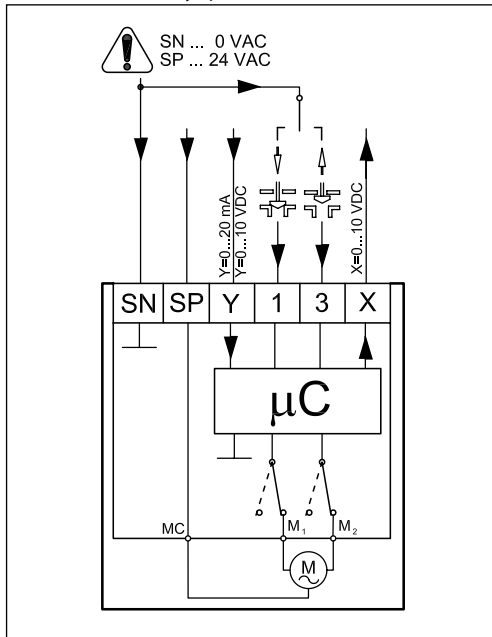 SN ... 0 VAC
SP ... 24 VAC
Y=0...20 mA
Y=0...10 VDC
X=0...10 VDC
SN SP Y 1 3 X
µC
MC M₁ M₂
M